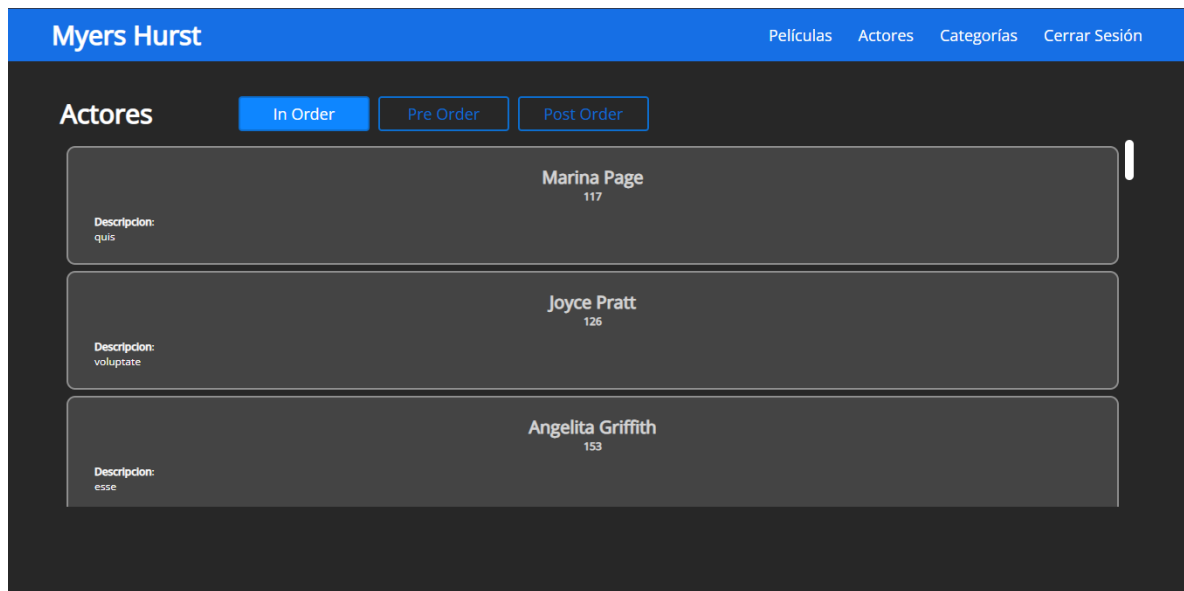 Myers Hurst Películas Actores Categorías Cerrar Sesión
Actores In Order Pre Order Post Order
Marina Page
117
Descripcion:
quis
Joyce Pratt
126
Descripcion:
voluptate
Angelita Griffith
153
Descripcion:
esse